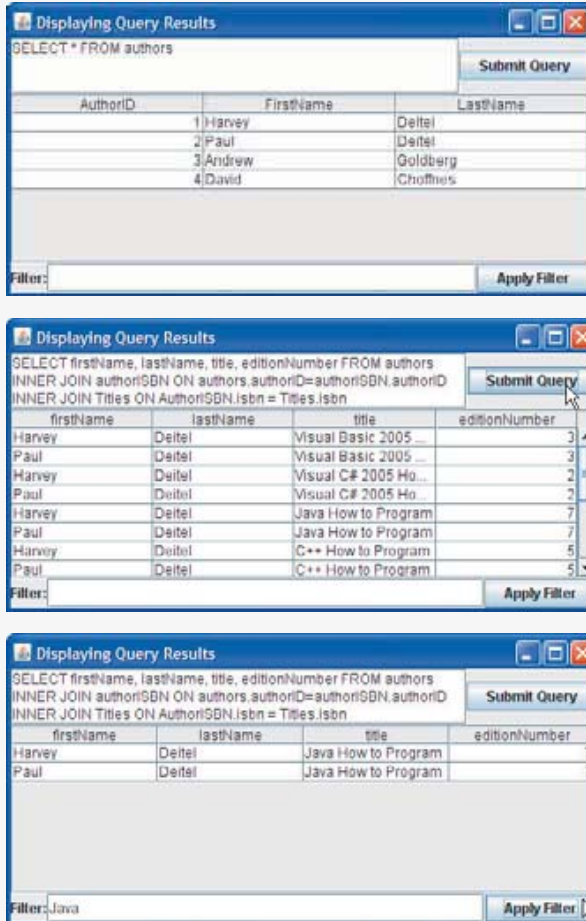 Displaying Query Results
SELECT * FROM authors
Submit Query
AuthorID FirstName LastName
1 Harvey Deitel
2 Paul Deitel
3 Andrew Goldberg
4 David Choffnes
Filter: Apply Filter
Displaying Query Results
SELECT firstName, lastName, title, editionNumber FROM authors
INNER JOIN authorISBN ON authors.authorID=authorISBN.authorID
INNER JOIN Titles ON AuthorISBN.isbn = Titles.isbn
Submit Query
firstName lastName title editionNumber
Harvey Deitel Visual Basic 2005 ... 3
Paul Deitel Visual Basic 2005 ... 3
Harvey Deitel Visual C# 2005 Ho... 2
Paul Deitel Visual C# 2005 Ho... 2
Harvey Deitel Java How to Program 7
Paul Deitel Java How to Program 7
Harvey Deitel C++ How to Program 5
Paul Deitel C++ How to Program 5
Filter: Apply Filter
Displaying Query Results
SELECT firstName, lastName, title, editionNumber FROM authors
INNER JOIN authorISBN ON authors.authorID=authorISBN.authorID
INNER JOIN Titles ON AuthorISBN.isbn = Titles.isbn
Submit Query
firstName lastName title editionNumber
Harvey Deitel Java How to Program
Paul Deitel Java How to Program
Filter: Java Apply Filter